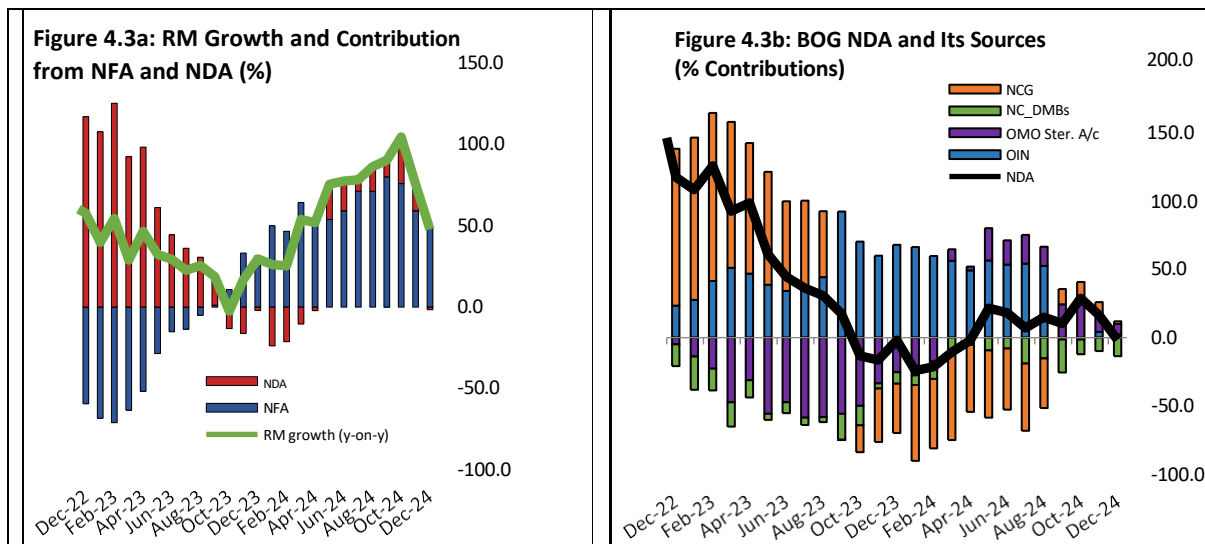 Figure 4.3a: RM Growth and Contribution
from NFA and NDA (%)
150.0
100.0
50.0
0.0
-50.0
-100.0
NDA
NFA
RM growth (y-on-y)
Dec-22
Feb-23
Apr-23
Jun-23
Aug-23
Oct-23
Dec-23
Feb-24
Apr-24
Jun-24
Aug-24
Oct-24
Dec-24
Figure 4.3b: BOG NDA and Its Sources
(% Contributions)
200.0
150.0
100.0
50.0
0.0
-50.0
-100.0
NCG
NC_DMBs
OMO Ster. A/c
OIN
NDA
Dec-22
Feb-23
Apr-23
Jun-23
Aug-23
Oct-23
Dec-23
Feb-24
Apr-24
Jun-24
Aug-24
Oct-24
Dec-24